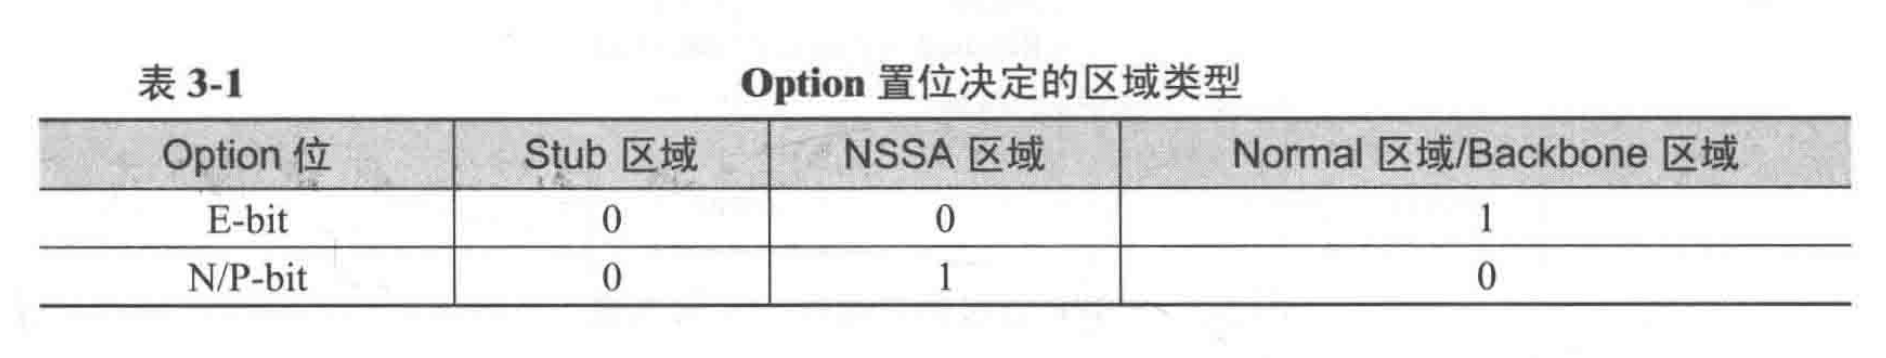 表 3-1 Option 置位决定的区域类型
Option 位 Stub 区域 NSSA 区域 Normal 区域/Backbone 区域
E-bit 0 0 1
N/P-bit 0 1 0